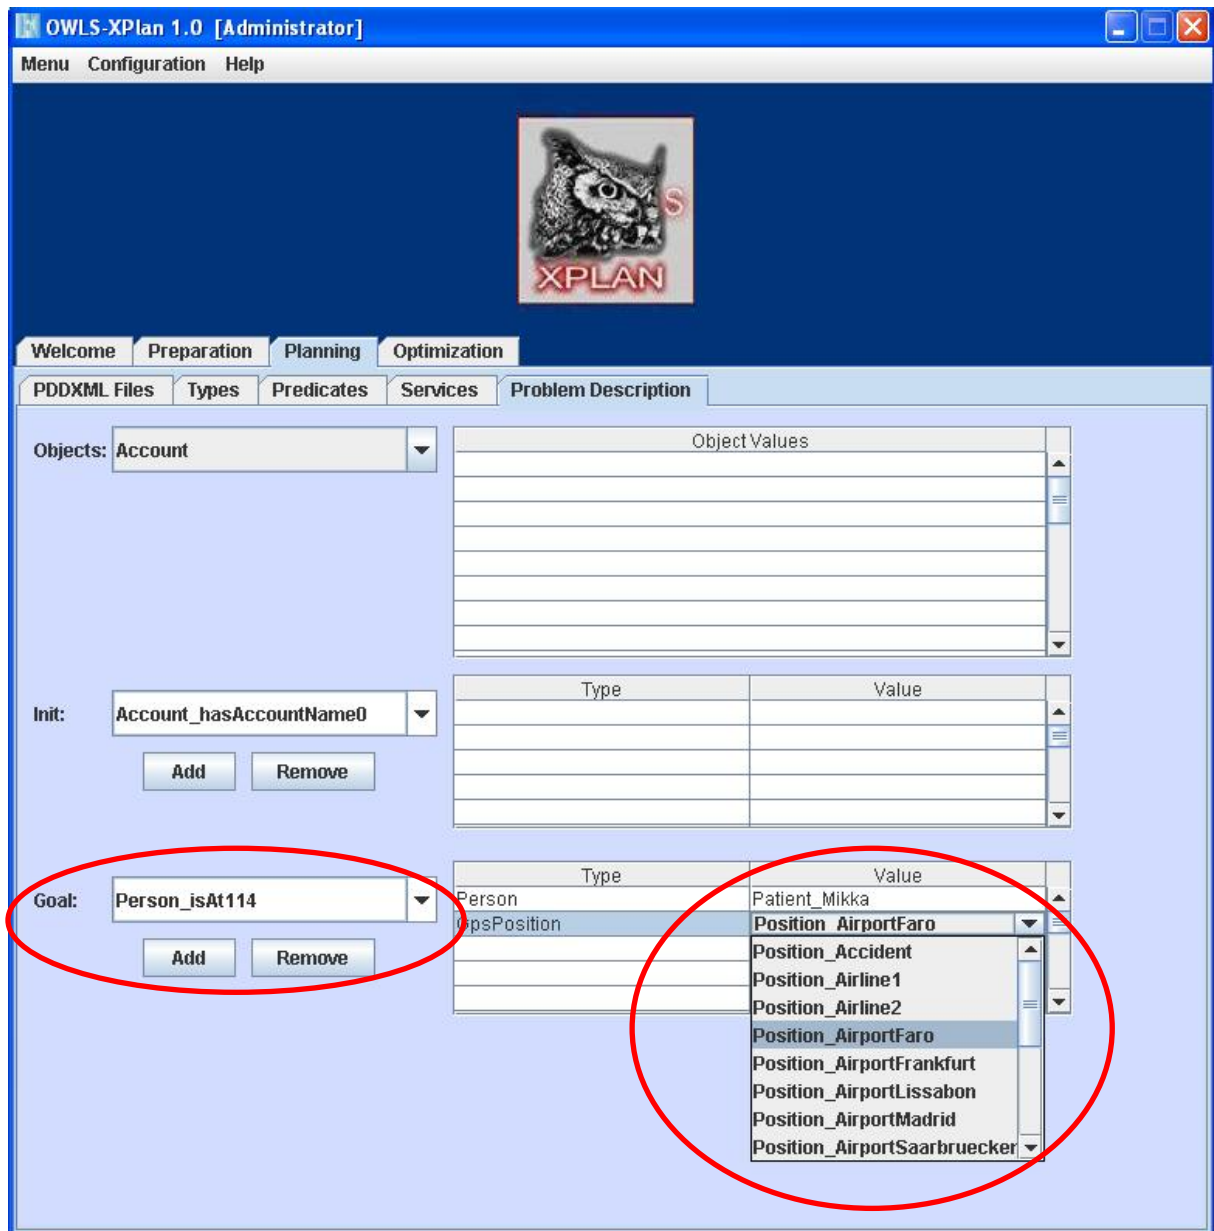 OWLS-XPlan 1.0 [Administrator]
Menu Configuration Help
S
XPLAN
Welcome Preparation Planning Optimization
PDDXML Files Types Predicates Services Problem Description
Objects: Account
Object Values
Type Value
Init: Account_hasAccountName0
Add Remove
Type Value
Goal: Person_isAt114
Person Patient_Mikka
GpsPosition Position_AirportFaro
Add Remove
Position_Accident
Position_Airline1
Position_Airline2
Position_AirportFaro
Position_AirportFrankfurt
Position_AirportLissabon
Position_AirportMadrid
Position_AirportSaarbruecker